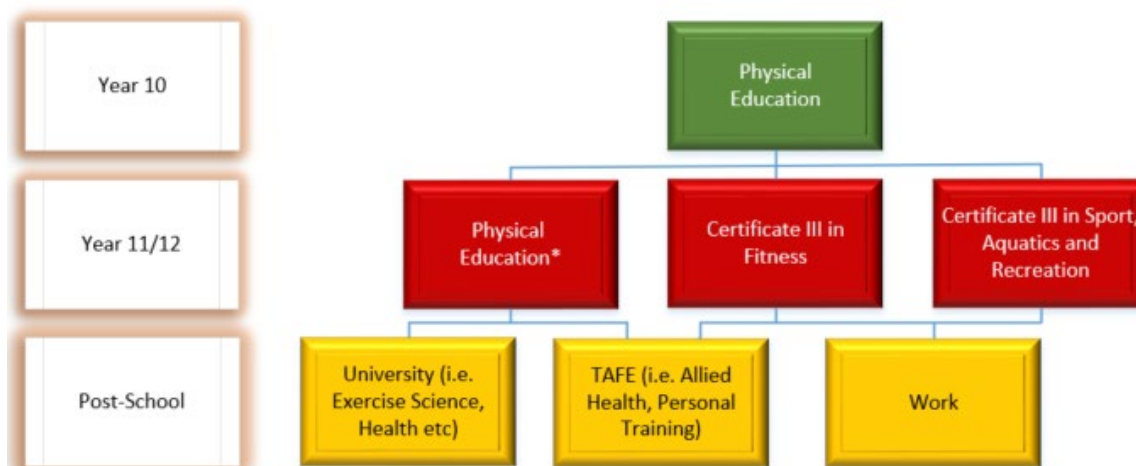 Year 10
Physical
Education
Year 11/12
Physical
Education*
Certificate III in
Fitness
Certificate III in Sport,
Aquatics and
Recreation
Post-School
University (i.e.
Exercise Science,
Health etc)
TAFE (i.e. Allied
Health, Personal
Training)
Work